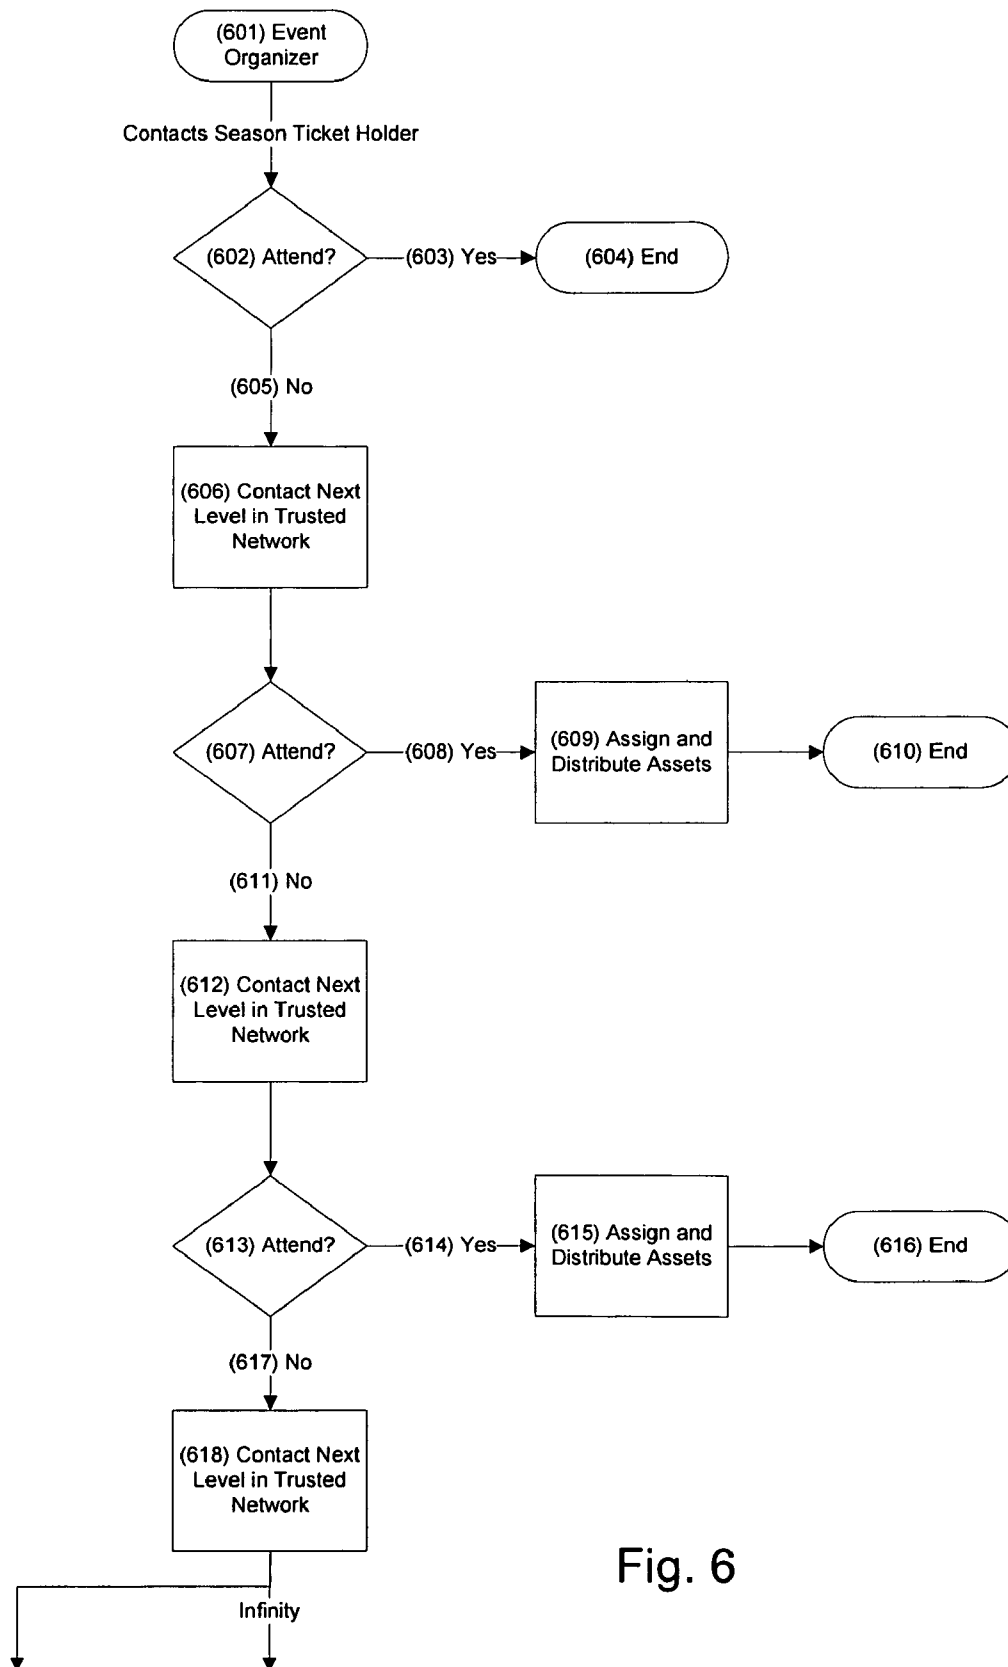 (601) Event
Organizer
Contacts Season Ticket Holder
(602) Attend?
(603) Yes
(604) End
(605) No
(606) Contact Next
Level in Trusted
Network
(607) Attend?
(608) Yes
(609) Assign and
Distribute Assets
(610) End
(611) No
(612) Contact Next
Level in Trusted
Network
(613) Attend?
(614) Yes
(615) Assign and
Distribute Assets
(616) End
(617) No
(618) Contact Next
Level in Trusted
Network
Infinity
Fig. 6